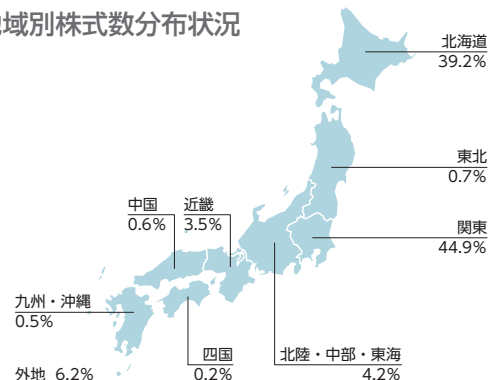 域別株式数分布状況
北海道
39.2%
東北
0.7%
中国
0.6%
近畿
3.5%
関東
44.9%
九州・沖縄
0.5%
四国
0.2%
北陸・中部・東海
4.2%
外地 6.2%